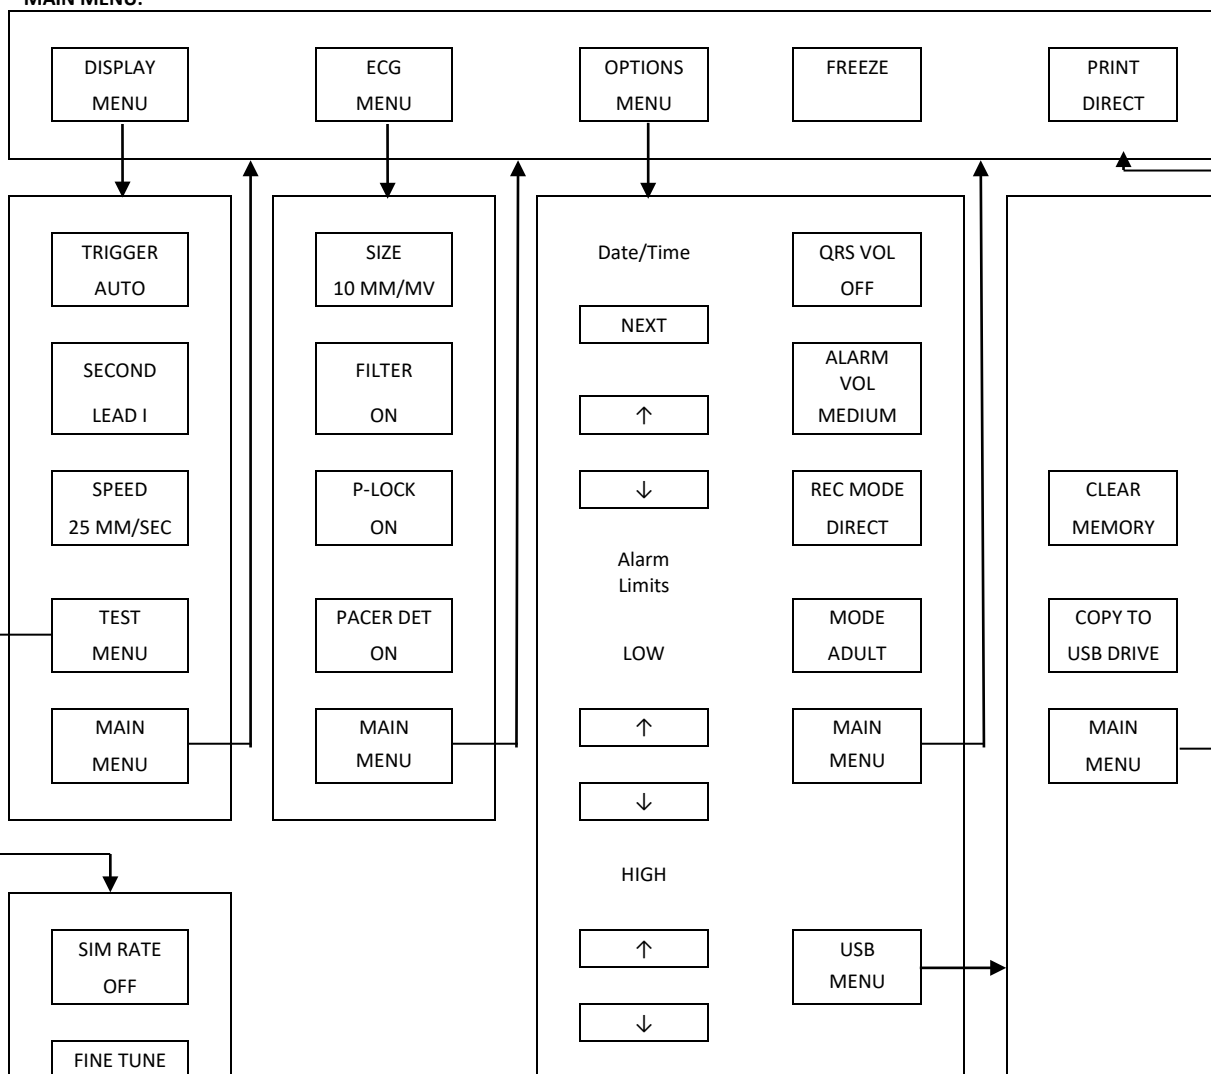 MAIN MENU:
DISPLAY
MENU
ECG
MENU
OPTIONS
MENU
FREEZE
PRINT
DIRECT
TRIGGER
AUTO
SECOND
LEAD I
SPEED
25 MM/SEC
TEST
MENU
MAIN
MENU
SIZE
10 MM/MV
FILTER
ON
P-LOCK
ON
PACER DET
ON
MAIN
MENU
Date/Time
NEXT
↑
↓
Alarm
Limits
LOW
↑
↓
HIGH
↑
↓
QRS VOL
OFF
ALARM
VOL
MEDIUM
REC MODE
DIRECT
MODE
ADULT
MAIN
MENU
USB
MENU
CLEAR
MEMORY
COPY TO
USB DRIVE
MAIN
MENU
SIM RATE
OFF
FINE TUNE